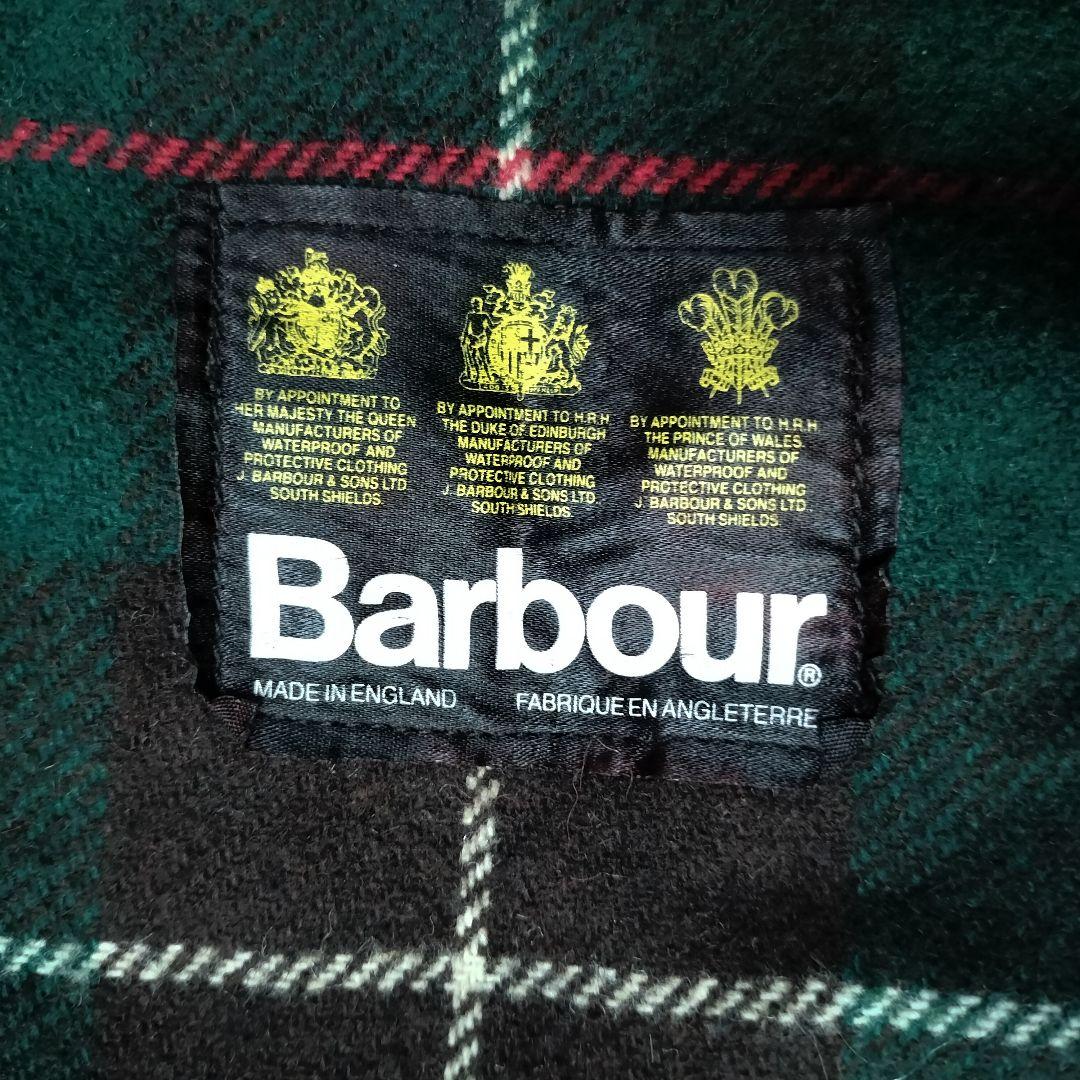 BY APPOINTMENT TO
HER MAJESTY THE QUEEN
MANUFACTURERS OF
WATERPROOF AND
PROTECTIVE CLOTHING
J. BARBOUR & SONS LTD
SOUTH SHIELDS.
BY APPOINTMENT TO H.R.H
THE DUKE OF EDINBURGH
MANUFACTURERS OF
WATERPROOF AND
PROTECTIVE CLOTHING
J. BARBOUR & SONS LTD
SOUTH SHIELDS.
BY APPOINTMENT TO H.R.H
THE PRINCE OF WALES.
MANUFACTURERS OF
WATERPROOF AND
PROTECTIVE CLOTHING
J. BARBOUR & SONS LTD.
SOUTH SHIELDS.
Barbour®
MADE IN ENGLAND FABRIQUE EN ANGLETERRE